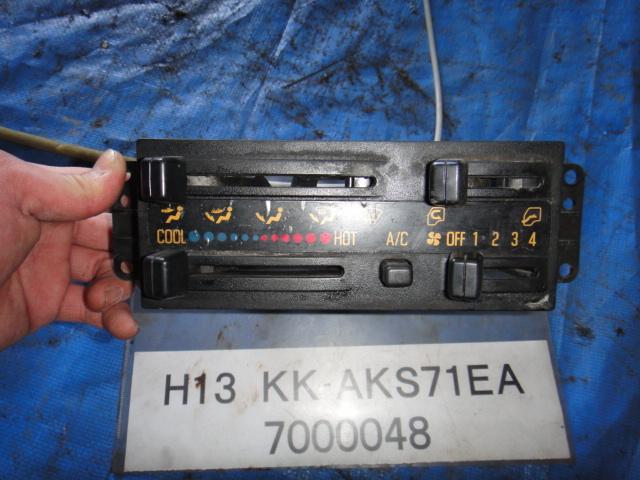 COOL HOT A/C OFF 1 2 3 4
H13 KK-AKS71EA
7000048